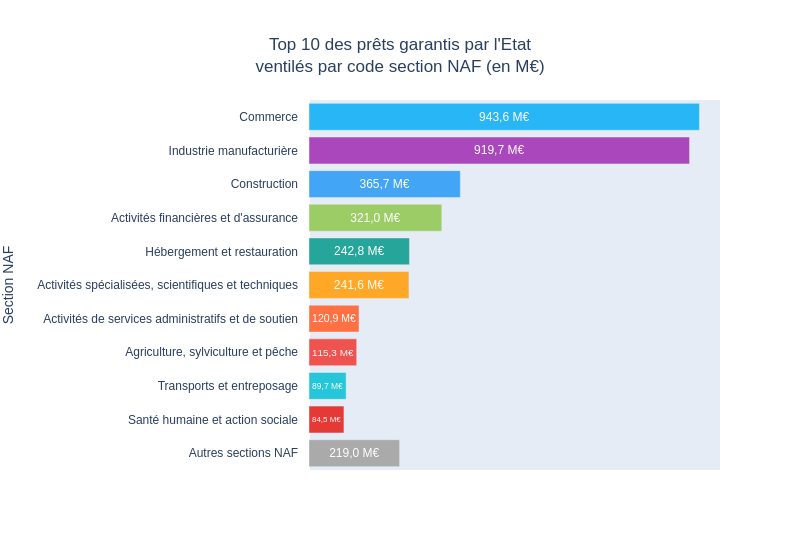 Top 10 des prêts garantis par l'Etat
ventilés par code section NAF (en M€)
Section NAF
Commerce 943,6 M€
Industrie manufacturière 919,7 M€
Construction 365,7 M€
Activités financières et d'assurance 321,0 M€
Hébergement et restauration 242,8 M€
Activités spécialisées, scientifiques et techniques 241,6 M€
Activités de services administratifs et de soutien 120,9 M€
Agriculture, sylviculture et pêche 115,3 M€
Transports et entreposage 89,7 M€
Santé humaine et action sociale 84,5 M€
Autres sections NAF 219,0 M€